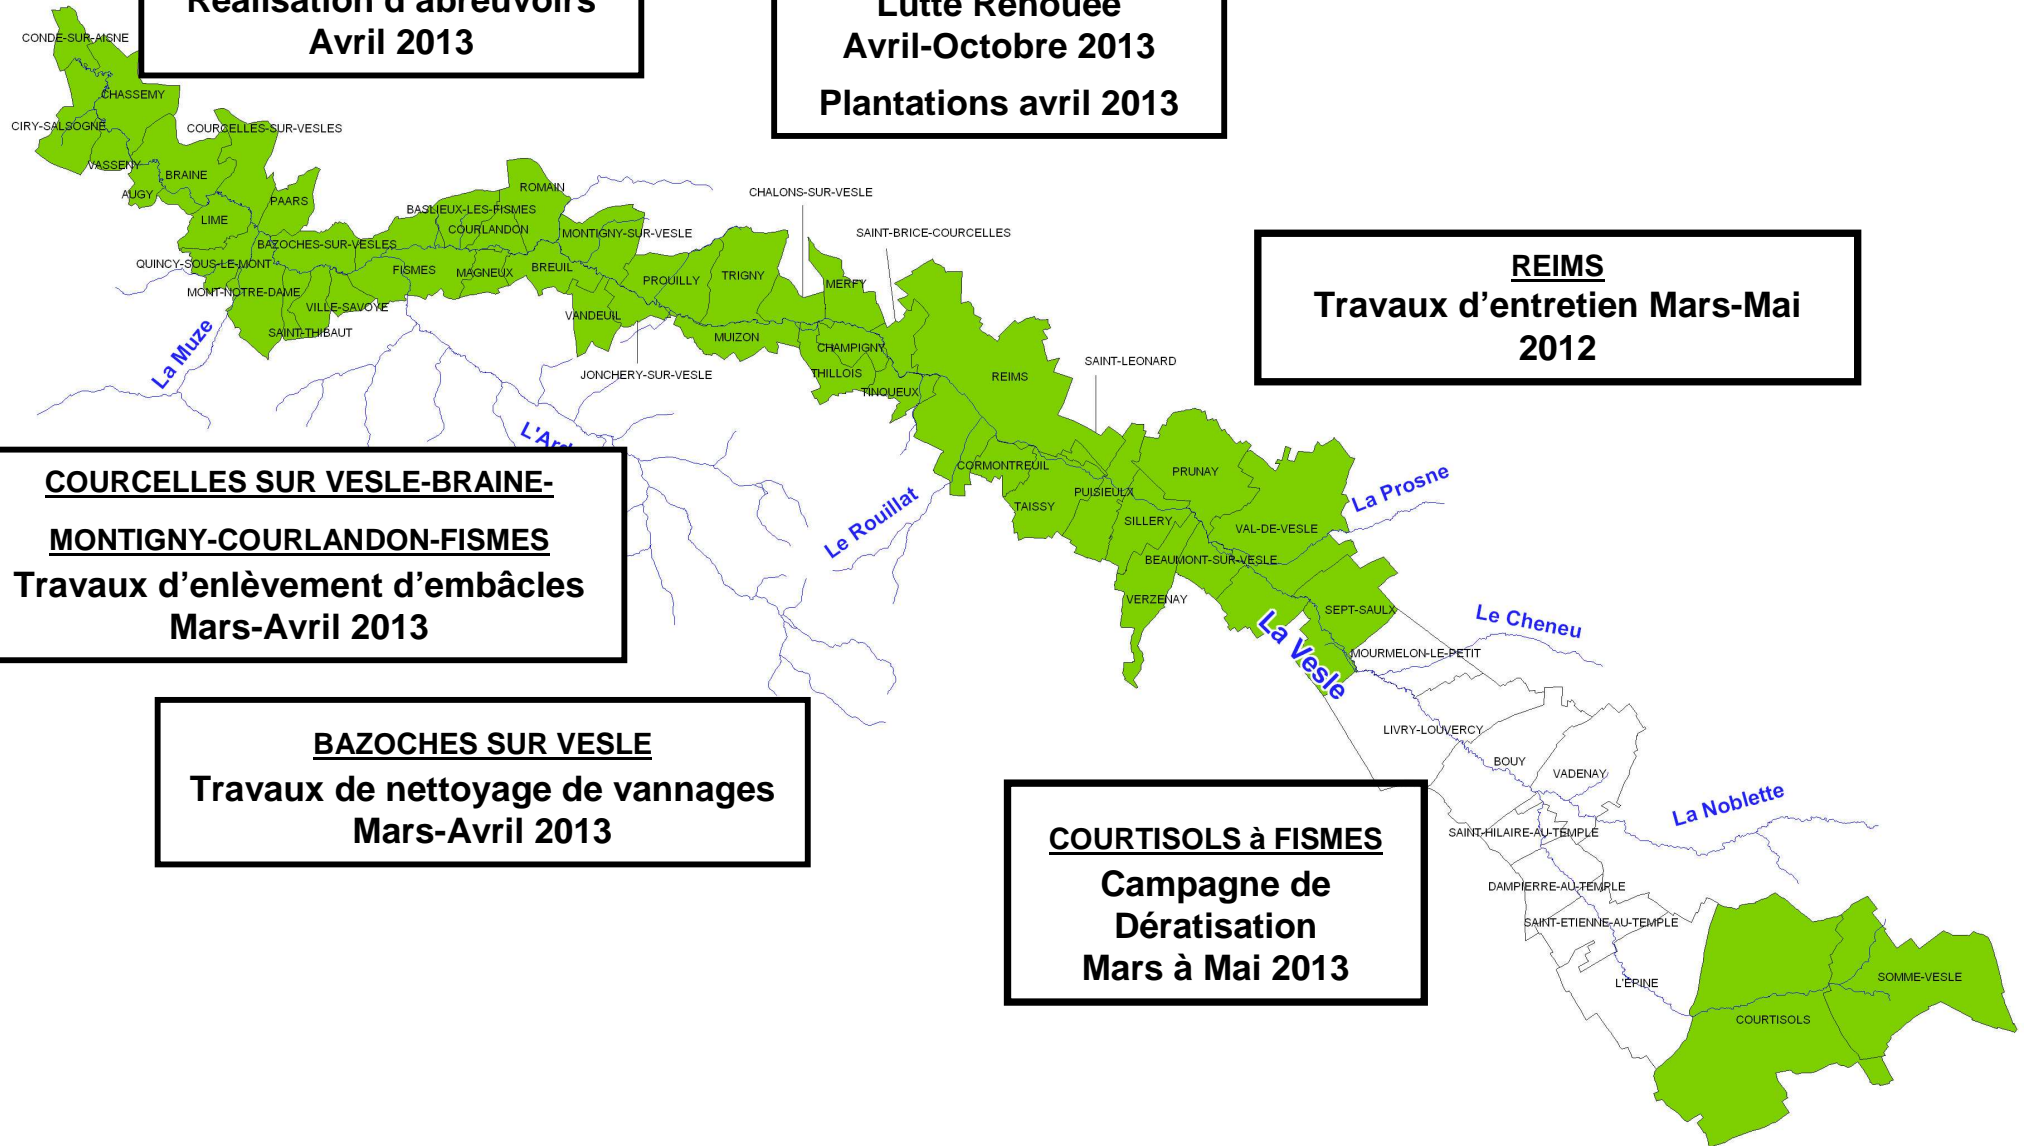 Réalisation d'abreuvoirs
Avril 2013
Lutte Renouée
Avril-Octobre 2013
Plantations avril 2013
CONDE-SUR-AISNE
CHASSEMY
CIRY-SALSOGNE
COURCELLES-SUR-VESLES
VASSENY
BRAINE
AUGY
PAARS
LIME
ROMAIN
BASLIEUX-LES-FISMES
COURLANDON
MONTIGNY-SUR-VESLE
CHALONS-SUR-VESLE
SAINT-BRICE-COURCELLES
BAZOCHES-SUR-VESLES
QUINCY-SOUS-LE-MONT
FISMES
MAGNEUX
BREUIL
PROUILLY
TRIGNY
MERFY
MONT-NOTRE-DAME
VILLE-SAVOYE
SAINT-THIBAUT
VANDEUIL
MUIZON
CHAMPIGNY
THILLOIS
TINQUEUX
JONCHERY-SUR-VESLE
REIMS
SAINT-LEONARD
La Muze
REIMS
Travaux d'entretien Mars-Mai
2012
CORMONTREUIL
TAISSY
PUISIEULX
PRUNAY
SILLERY
VAL-DE-VESLE
BEAUMONT-SUR-VESLE
VERZENAY
SEPT-SAULX
La Prosne
Le Rouillat
COURCELLES SUR VESLE-BRAINE-
MONTIGNY-COURLANDON-FISMES
Travaux d'enlèvement d'embâcles
Mars-Avril 2013
La Vesle
Le Cheneu
MOURMELON-LE-PETIT
LIVRY-LOUVERCY
BOUY
VADENAY
La Noblette
BAZOCHES SUR VESLE
Travaux de nettoyage de vannages
Mars-Avril 2013
COURTISOLS à FISMES
Campagne de
Dératisation
Mars à Mai 2013
SAINT-HILAIRE-AU-TEMPLE
DAMPIERRE-AU-TEMPLE
SAINT-ETIENNE-AU-TEMPLE
L'EPINE
SOMME-VESLE
COURTISOLS